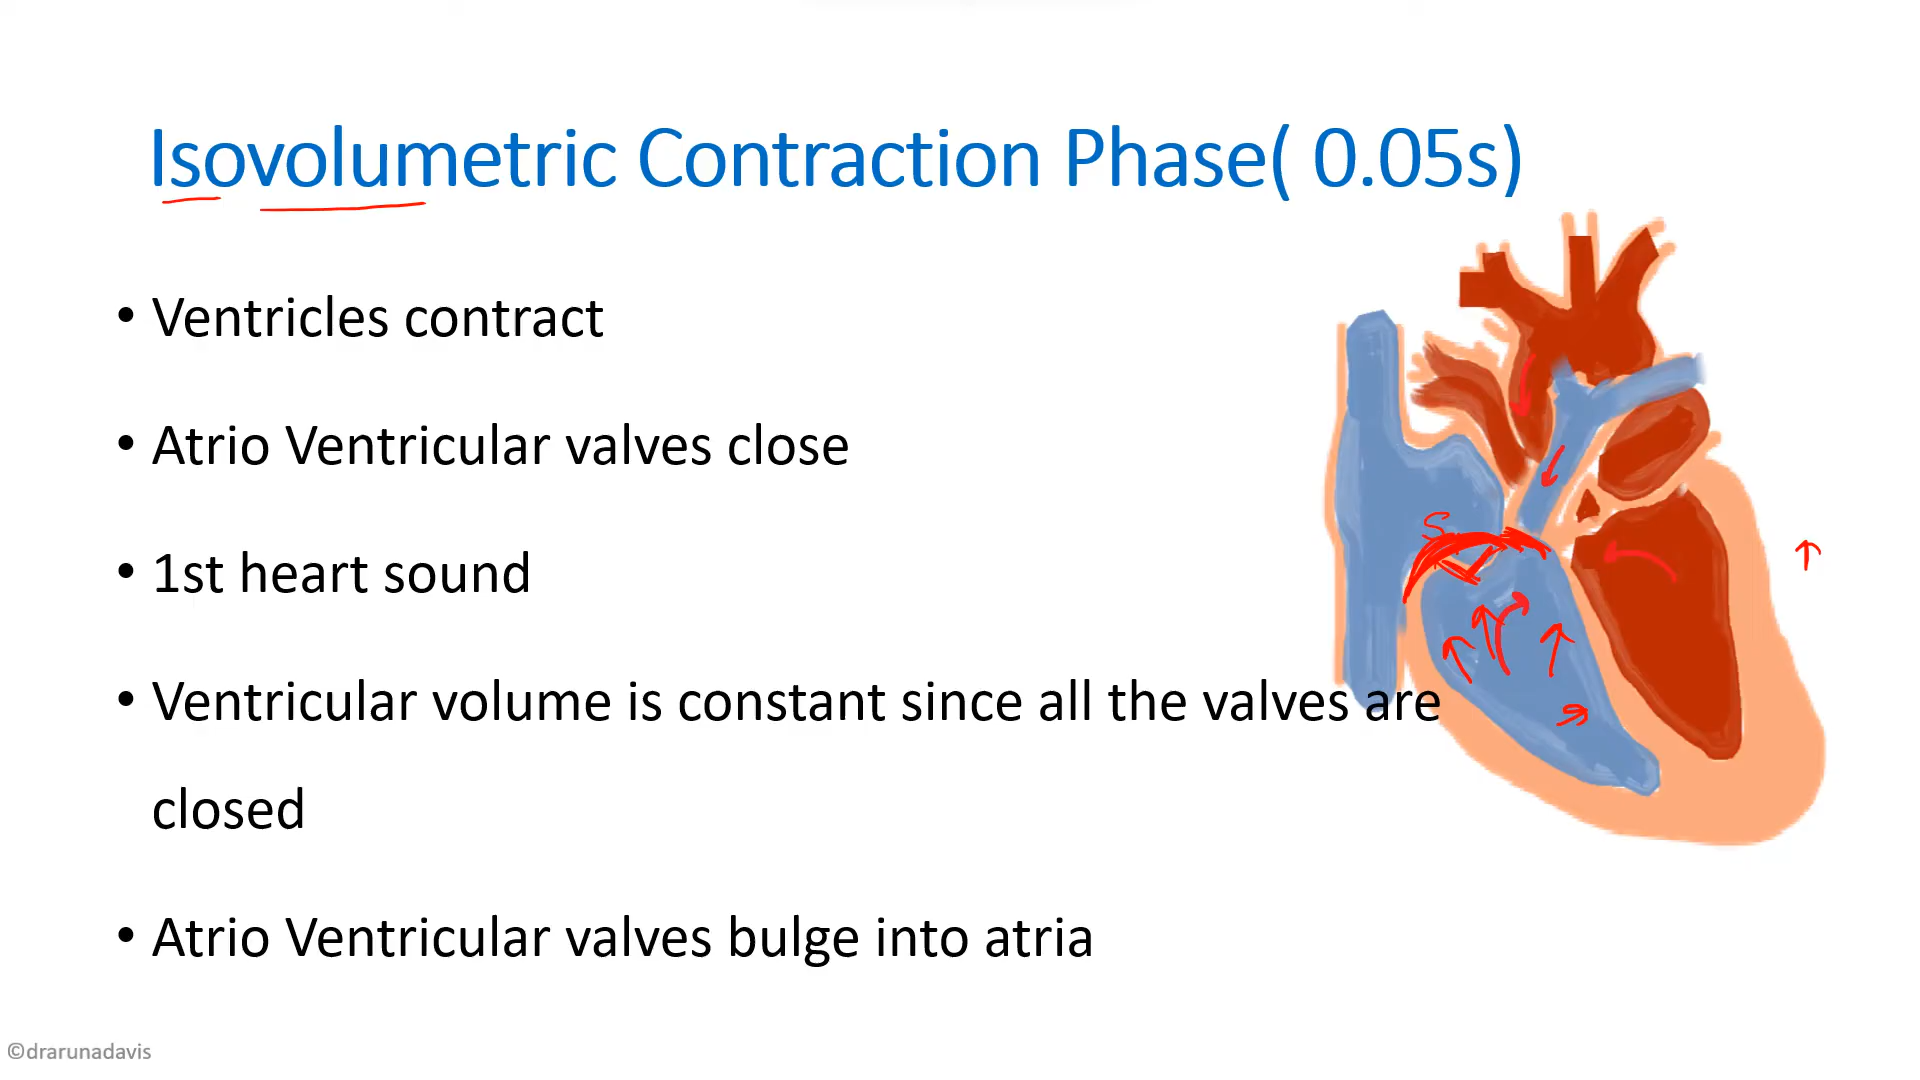 Isovolumetric Contraction Phase( 0.05s)
• Ventricles contract
• Atrio Ventricular valves close
• 1st heart sound
• Ventricular volume is constant since all the valves are
closed
• Atrio Ventricular valves bulge into atria
©drarunadavis